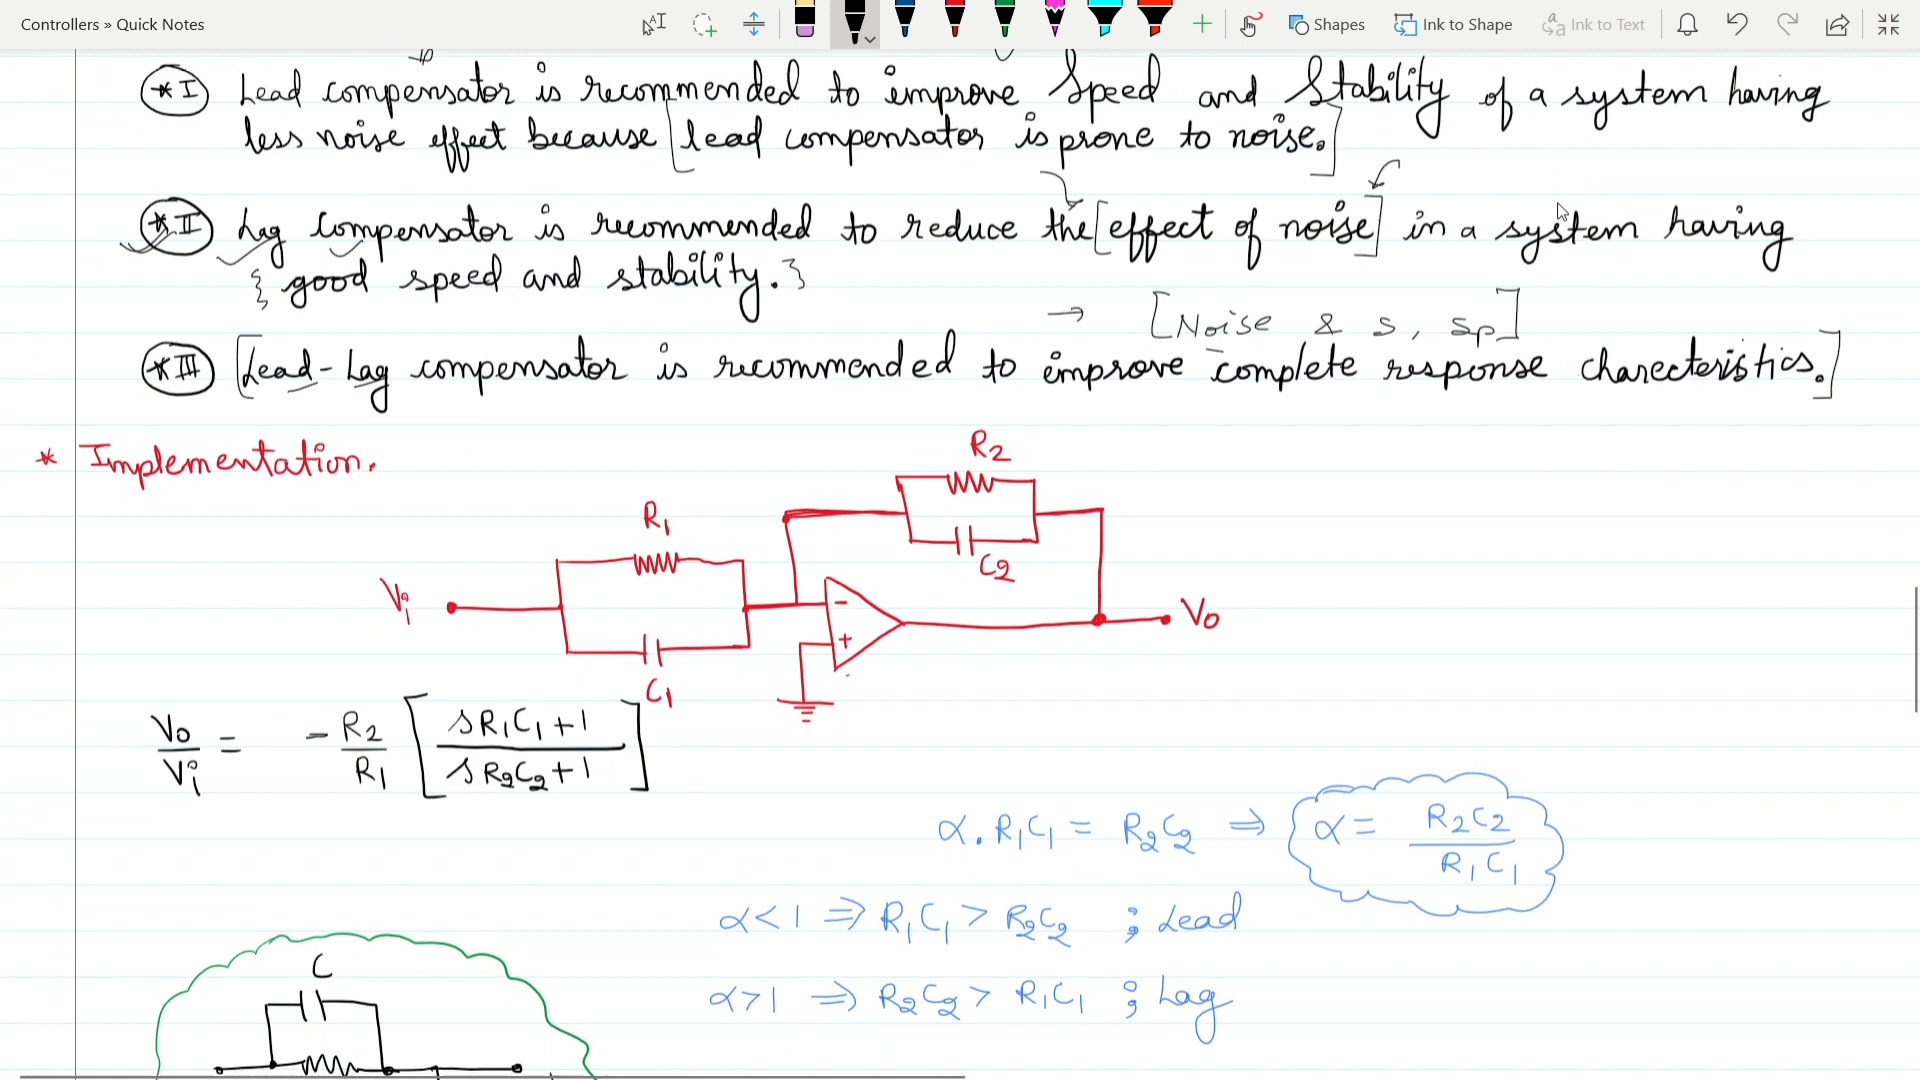 Controllers » Quick Notes
Shapes
Ink to Shape
Ink to Text
*I Lead compensator is recommended to improve Speed and Stability of a system having
less noise effect because [lead compensator is prone to noise.]
*II Lag compensator is recommended to reduce the [effect of noise] in a system having
{good speed and stability.}
→ [Noise & s, sp]
*III [Lead-Lag compensator is recommended to improve complete response charecteristics.]
* Implementation.
R2
R1
C2
Vi
-
+
Vo
C1
Vo/Vi = -R2/R1 [sR1C1+1 / sR2C2+1]
α.R1C1 = R2C2 ⇒ α = R2C2/R1C1
α<1 ⇒ R1C1 > R2C2 ; Lead
α>1 ⇒ R2C2 > R1C1 ; Lag
C